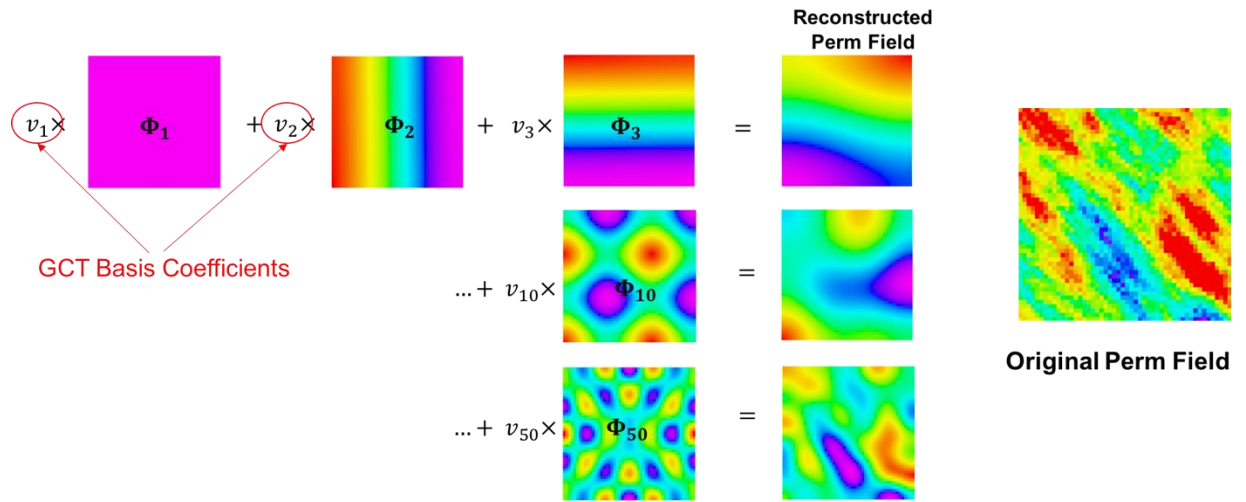 Reconstructed
Perm Field
v₁× Φ₁ + v₂× Φ₂ + v₃× Φ₃ =
GCT Basis Coefficients
...+ v₁₀× Φ₁₀ =
Original Perm Field
...+ v₅₀× Φ₅₀ =